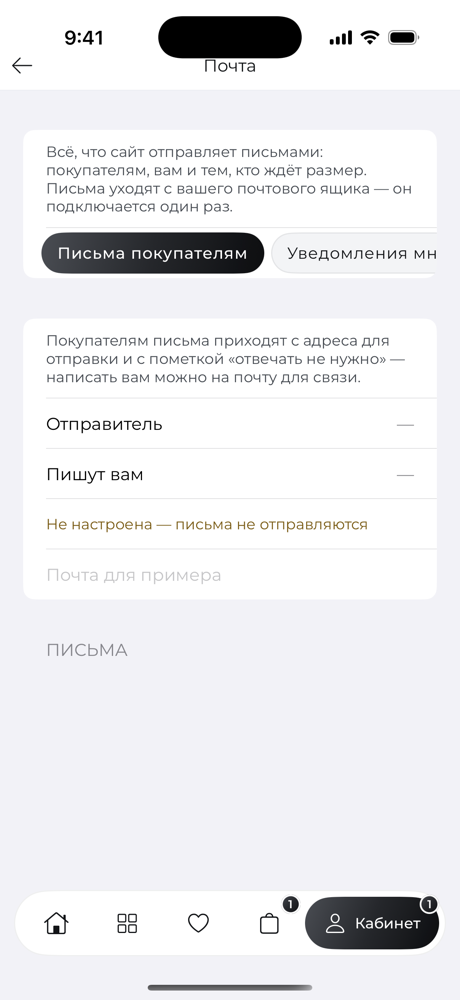 9:41
Почта
Всё, что сайт отправляет письмами:
покупателям, вам и тем, кто ждёт размер.
Письма уходят с вашего почтового ящика — он
подключается один раз.
Письма покупателям
Уведомления мн
Покупателям письма приходят с адреса для
отправки и с пометкой «отвечать не нужно» —
написать вам можно на почту для связи.
Отправитель —
Пишут вам —
Не настроена — письма не отправляются
Почта для примера
ПИСЬМА
1
1
Кабинет